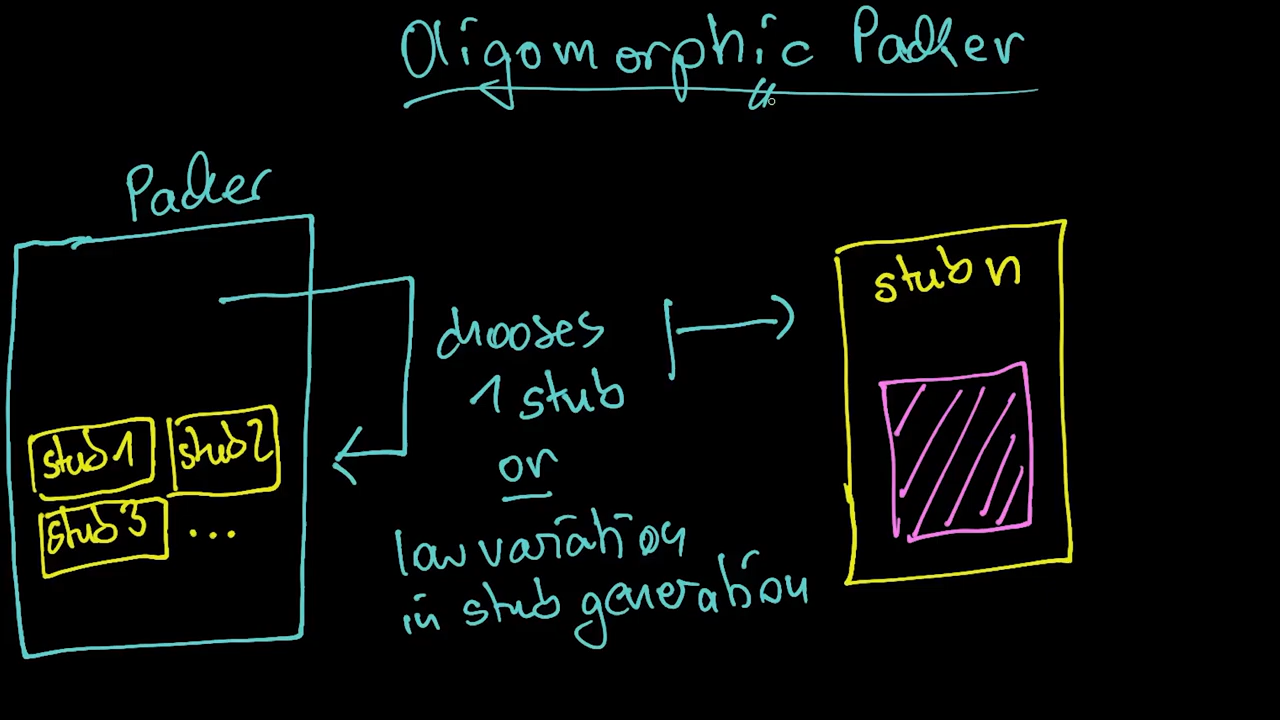 Oligomorphic Packer
Packer
chooses
1 stub
or
low variation
in stub generation
stub 1 stub 2
stub 3 ...
stub n